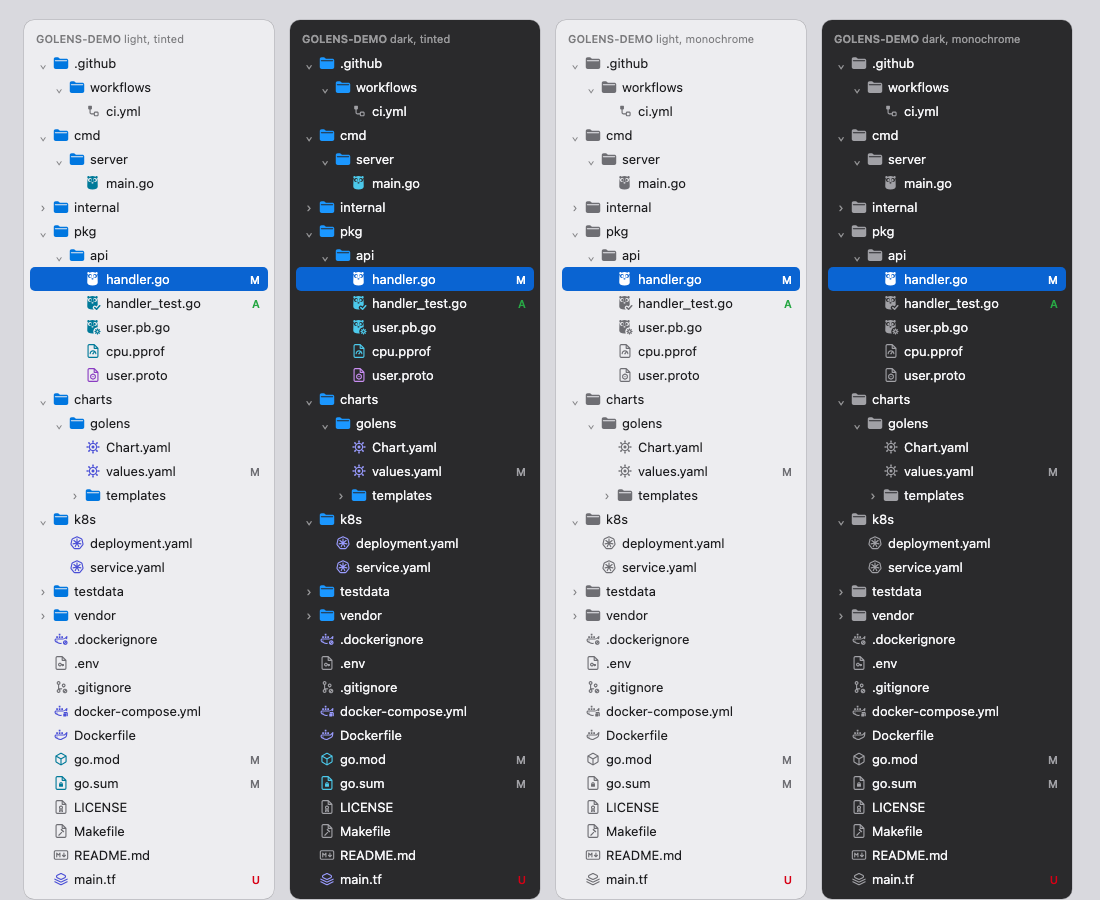 GOLENS-DEMO light, tinted
.github
workflows
ci.yml
cmd
server
main.go
internal
pkg
api
handler.go M
handler_test.go A
user.pb.go
cpu.pprof
user.proto
charts
golens
Chart.yaml
values.yaml M
templates
k8s
deployment.yaml
service.yaml
testdata
vendor
.dockerignore
.env
.gitignore
docker-compose.yml
Dockerfile
go.mod M
go.sum M
LICENSE
Makefile
README.md
main.tf U
GOLENS-DEMO dark, tinted
.github
workflows
ci.yml
cmd
server
main.go
internal
pkg
api
handler.go M
handler_test.go A
user.pb.go
cpu.pprof
user.proto
charts
golens
Chart.yaml
values.yaml M
templates
k8s
deployment.yaml
service.yaml
testdata
vendor
.dockerignore
.env
.gitignore
docker-compose.yml
Dockerfile
go.mod M
go.sum M
LICENSE
Makefile
README.md
main.tf U
GOLENS-DEMO light, monochrome
.github
workflows
ci.yml
cmd
server
main.go
internal
pkg
api
handler.go M
handler_test.go A
user.pb.go
cpu.pprof
user.proto
charts
golens
Chart.yaml
values.yaml M
templates
k8s
deployment.yaml
service.yaml
testdata
vendor
.dockerignore
.env
.gitignore
docker-compose.yml
Dockerfile
go.mod M
go.sum M
LICENSE
Makefile
README.md
main.tf U
GOLENS-DEMO dark, monochrome
.github
workflows
ci.yml
cmd
server
main.go
internal
pkg
api
handler.go M
handler_test.go A
user.pb.go
cpu.pprof
user.proto
charts
golens
Chart.yaml
values.yaml M
templates
k8s
deployment.yaml
service.yaml
testdata
vendor
.dockerignore
.env
.gitignore
docker-compose.yml
Dockerfile
go.mod M
go.sum M
LICENSE
Makefile
README.md
main.tf U